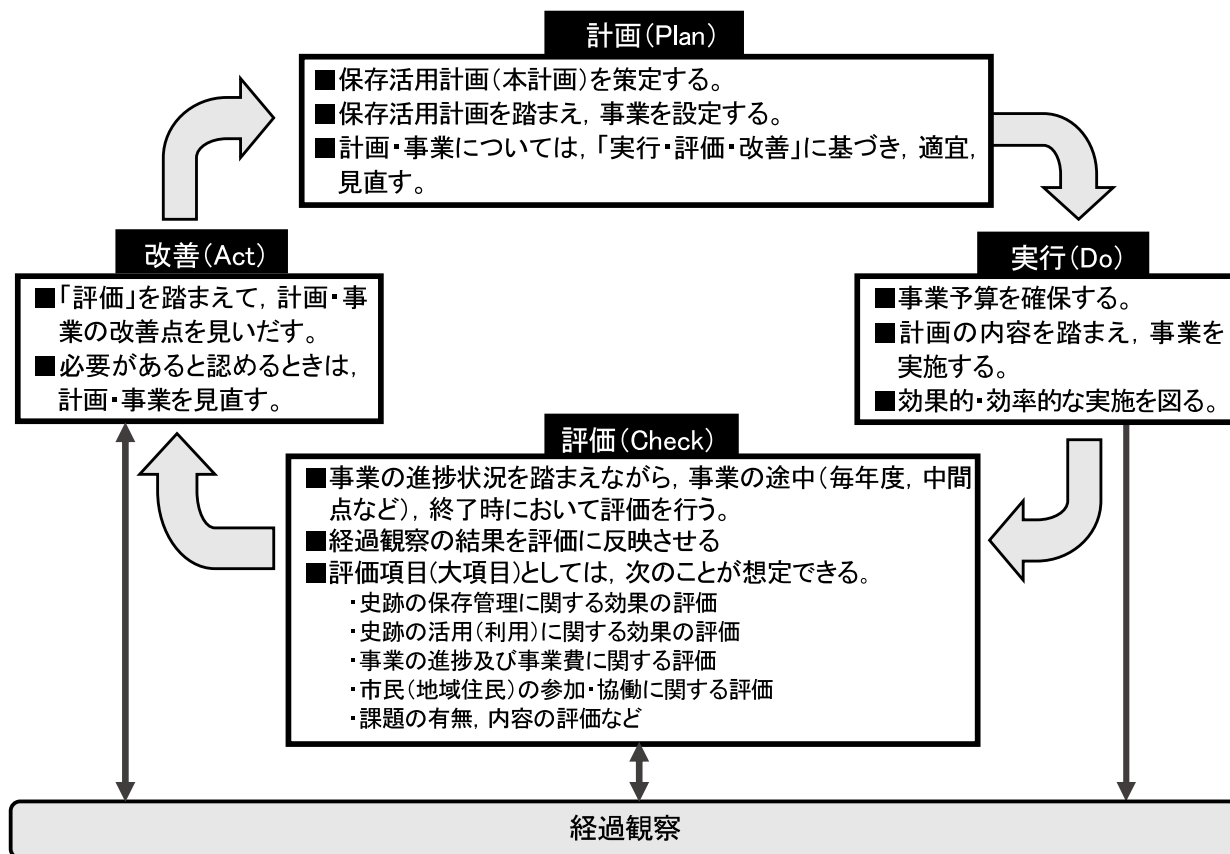 計画(Plan)
■保存活用計画(本計画)を策定する。
■保存活用計画を踏まえ，事業を設定する。
■計画・事業については，「実行・評価・改善」に基づき，適宜，
見直す。
実行(Do)
■事業予算を確保する。
■計画の内容を踏まえ，事業を
実施する。
■効果的・効率的な実施を図る。
評価(Check)
■事業の進捗状況を踏まえながら，事業の途中(毎年度，中間
点など)，終了時において評価を行う。
■経過観察の結果を評価に反映させる
■評価項目(大項目)としては，次のことが想定できる。
・史跡の保存管理に関する効果の評価
・史跡の活用(利用)に関する効果の評価
・事業の進捗及び事業費に関する評価
・市民(地域住民)の参加・協働に関する評価
・課題の有無，内容の評価など
改善(Act)
■「評価」を踏まえて，計画・事
業の改善点を見いだす。
■必要があると認めるときは，
計画・事業を見直す。
経過観察